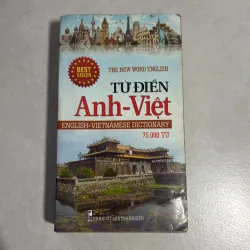 BEST
SELLER
THE NEW WORD ENGLISH
TỪ ĐIỂN
Anh-Việt
ENGLISH-VIETNAMESE DICTIONARY
75.000 TỪ